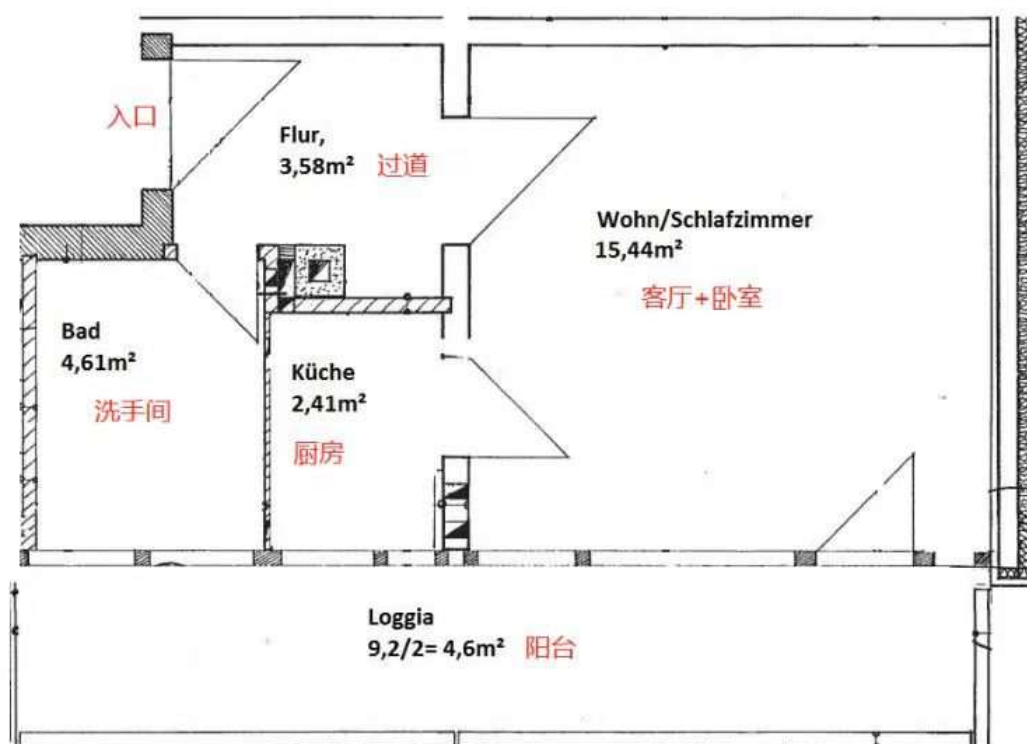 入口
Flur,
3,58m² 过道
Wohn/Schlafzimmer
15,44m²
客厅+卧室
Bad
4,61m²
洗手间
Küche
2,41m²
厨房
Loggia
9,2/2= 4,6m² 阳台